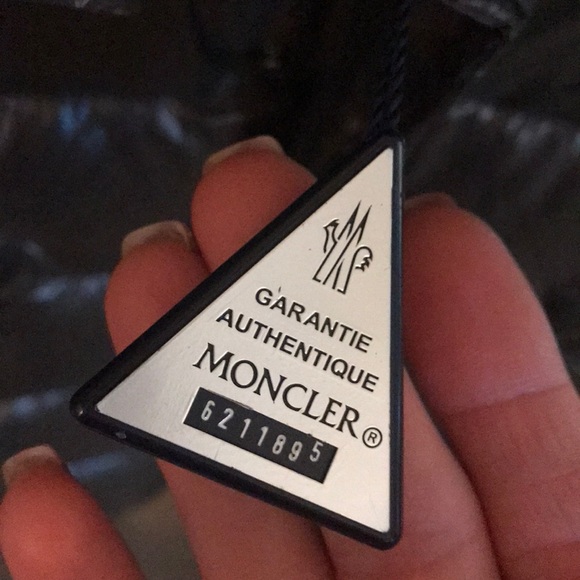 GARANTIE
AUTHENTIQUE
MONCLER®
6211895